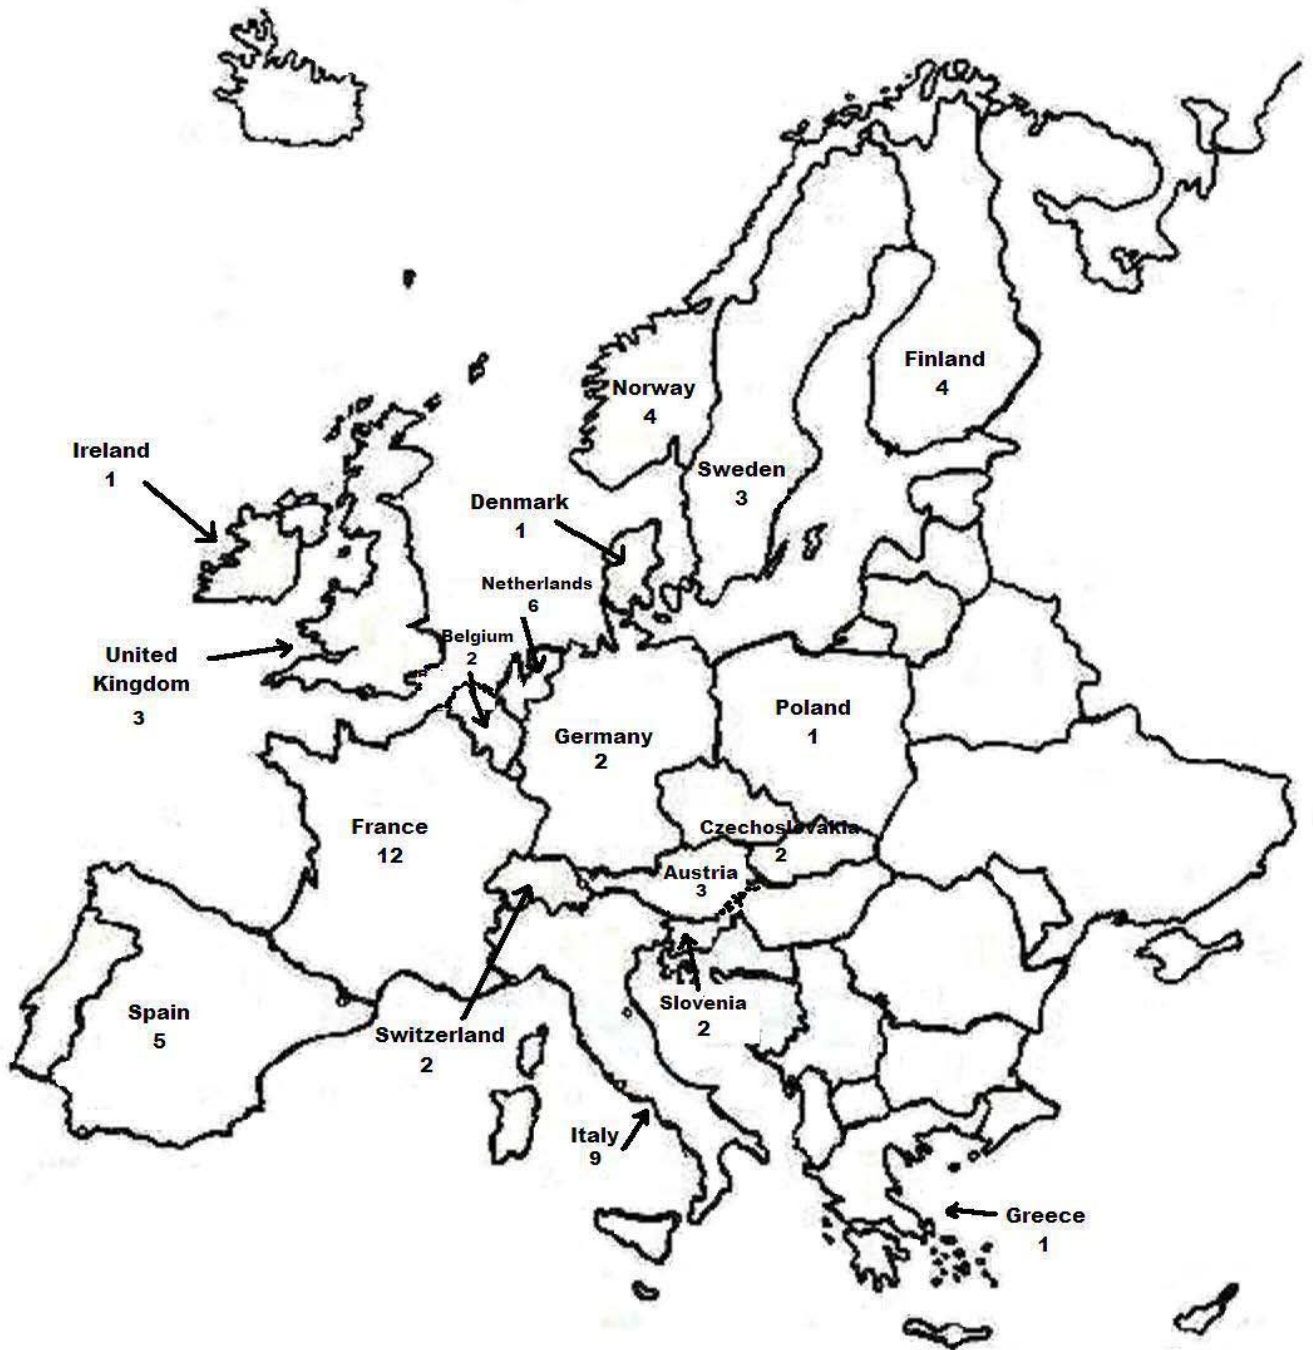 Finland
4
Norway
4
Ireland
1
Sweden
3
Denmark
1
Netherlands
6
Belgium
2
United
Kingdom
3
Poland
1
Germany
2
France
12
Czechoslovakia
2
Austria
3
Slovenia
2
Spain
5
Switzerland
2
Italy
9
Greece
1